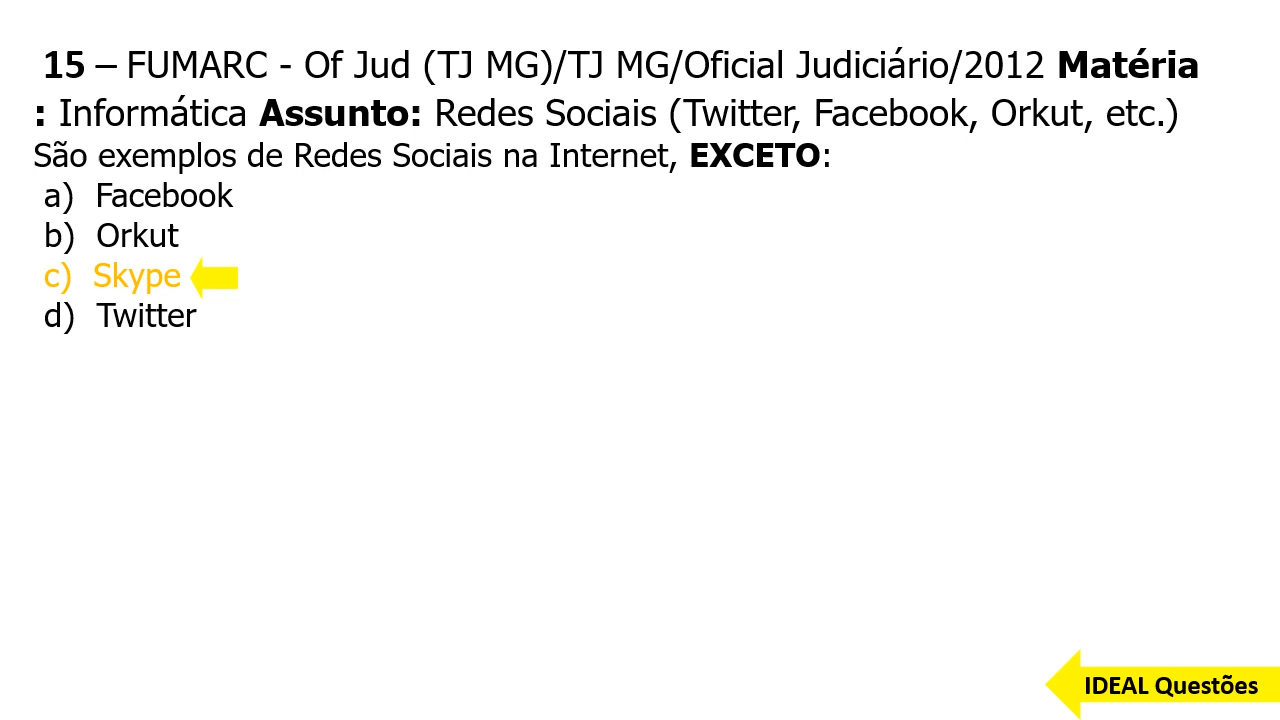 15 – FUMARC - Of Jud (TJ MG)/TJ MG/Oficial Judiciário/2012 Matéria
: Informática Assunto: Redes Sociais (Twitter, Facebook, Orkut, etc.)
São exemplos de Redes Sociais na Internet, EXCETO:
a) Facebook
b) Orkut
c) Skype
d) Twitter
IDEAL Questões